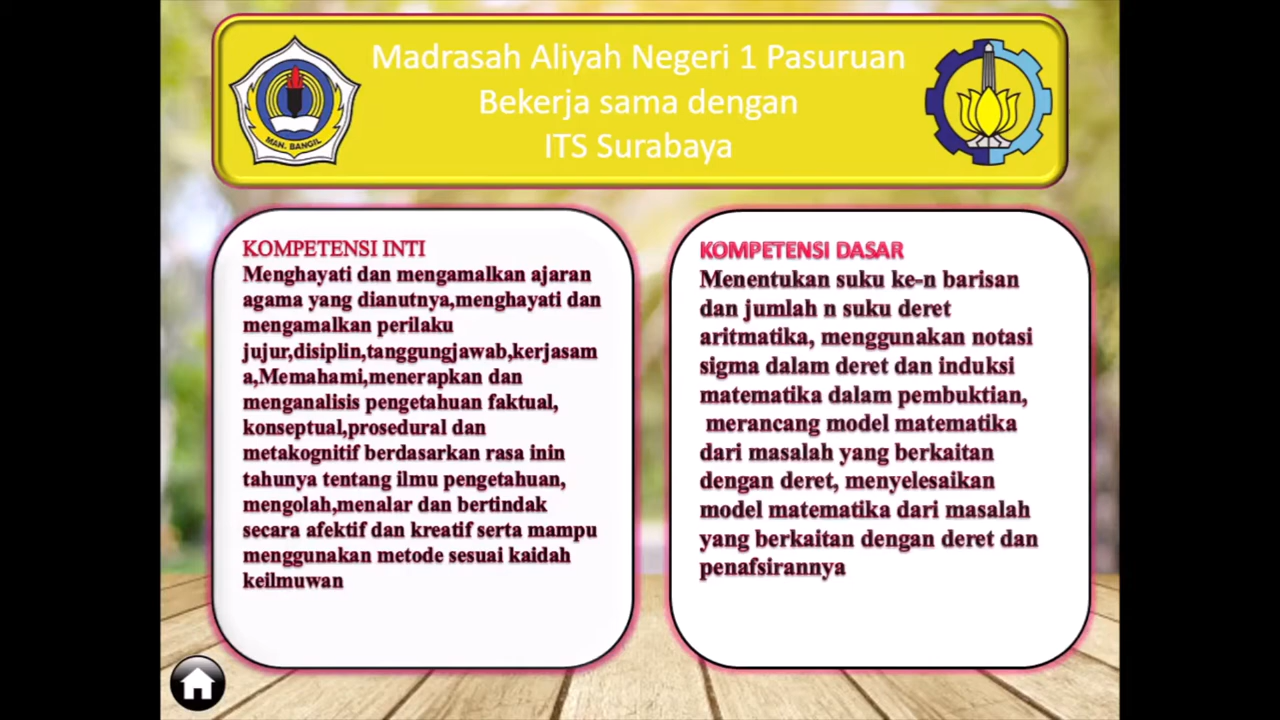 Madrasah Aliyah Negeri 1 Pasuruan
Bekerja sama dengan
ITS Surabaya
MAN. BANGIL
KOMPETENSI INTI
Menghayati dan mengamalkan ajaran
agama yang dianutnya,menghayati dan
mengamalkan perilaku
jujur,disiplin,tanggungjawab,kerjasam
a,Memahami,menerapkan dan
menganalisis pengetahuan faktual,
konseptual,prosedural dan
metakognitif berdasarkan rasa inin
tahunya tentang ilmu pengetahuan,
mengolah,menalar dan bertindak
secara afektif dan kreatif serta mampu
menggunakan metode sesuai kaidah
keilmuwan
KOMPETENSI DASAR
Menentukan suku ke-n barisan
dan jumlah n suku deret
aritmatika, menggunakan notasi
sigma dalam deret dan induksi
matematika dalam pembuktian,
merancang model matematika
dari masalah yang berkaitan
dengan deret, menyelesaikan
model matematika dari masalah
yang berkaitan dengan deret dan
penafsirannya